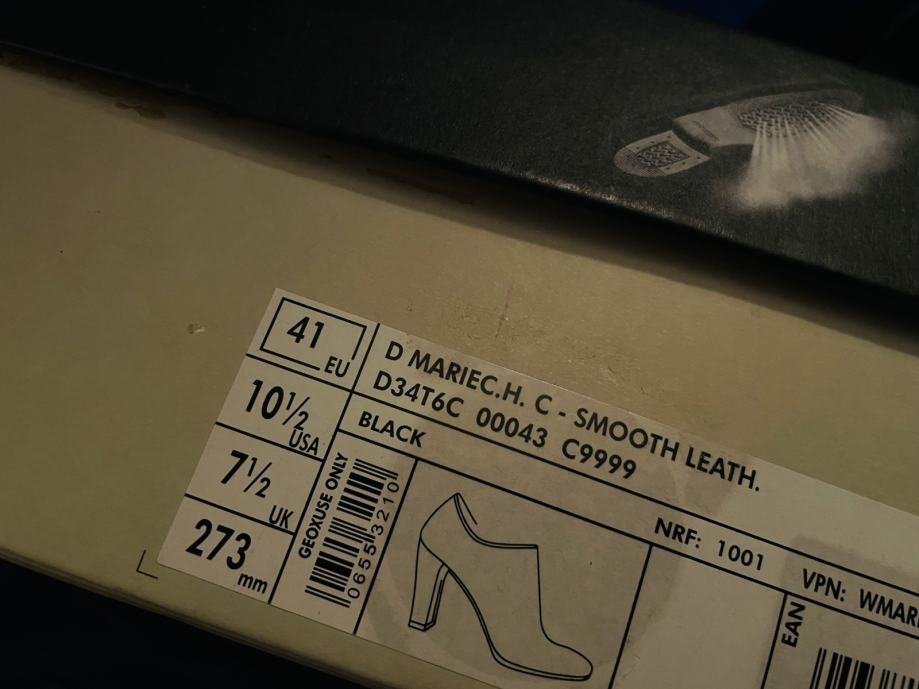 41 EU
10½ USA
7½ UK
273 mm
D MARIEC.H. C - SMOOTH LEATH.
D34T6C 00043 C9999
BLACK
GEOXUSE ONLY
0655532101
NRF: 1001
VPN:
EAN